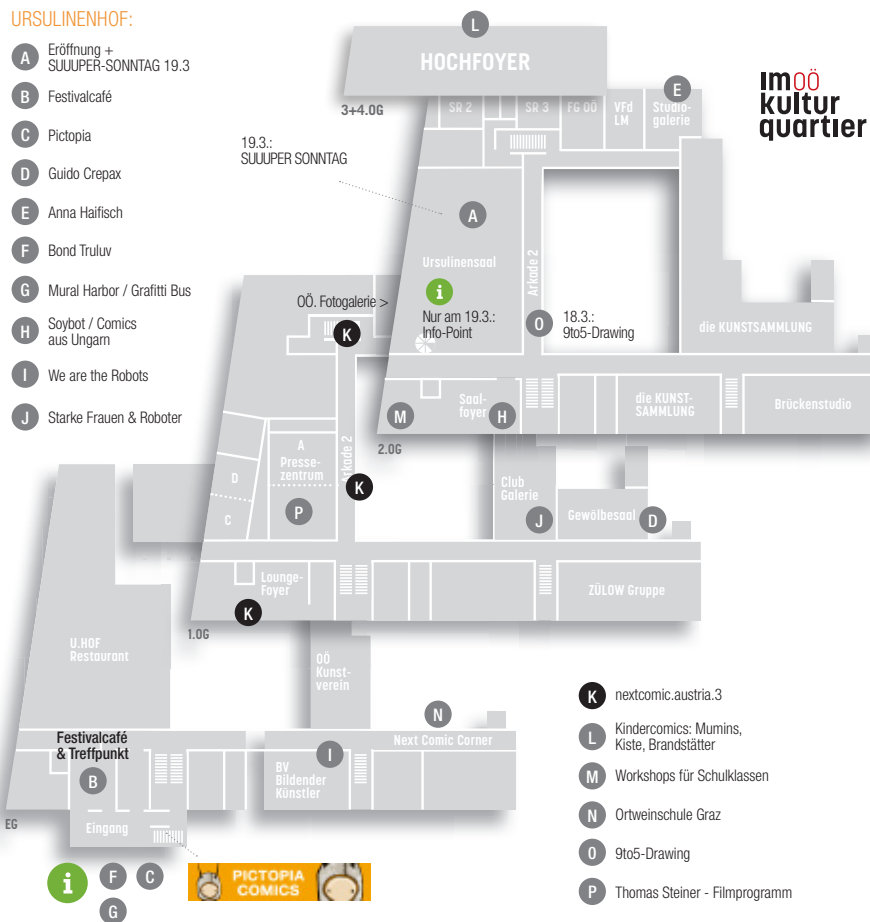 URSULINENHOF:
A Eröffnung +
SUUUPER-SONNTAG 19.3
B Festivalcafé
C Pictopia
D Guido Crepax
E Anna Haifisch
F Bond Truluv
G Mural Harbor / Grafitti Bus
H Soybot / Comics
aus Ungarn
I We are the Robots
J Starke Frauen & Roboter
L
HOCHFOYER
3+4.OG
SR 2
SR 3
FG OÖ
VFd
LM
E
Studio-
galerie
imoö
kultur
quartier
19.3.:
SUUUPER SONNTAG
A
Ursulinensaal
i
Nur am 19.3.:
Info-Point
Arkade 2
O
18.3.:
9to5-Drawing
die KUNSTSAMMLUNG
OÖ. Fotogalerie >
K
M
Saal-
foyer
H
die KUNST-
SAMMLUNG
Brückenstudio
2.OG
A
Presse-
zentrum
D
C
P
Arkade 2
K
Club
Galerie
J
Gewölbesaal
D
Lounge-
Foyer
K
ZÜLOW Gruppe
1.OG
U.HOF
Restaurant
OÖ
Kunst-
verein
N
Next Comic Corner
Festivalcafé
& Treffpunkt
B
I
BV
Bildender
Künstler
EG
Eingang
i
F
C
G
PICTOPIA
COMICS
K nextcomic.austria.3
L Kindercomics: Mumins,
Kiste, Brandstätter
M Workshops für Schulklassen
N Ortweinschule Graz
O 9to5-Drawing
P Thomas Steiner - Filmprogramm